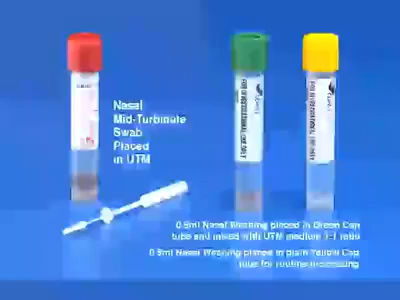 Nasal
Mid-Turbinate
Swab
Placed
in UTM
0.5ml Nasal Washing placed in Green Cap
tube and mixed with UTM medium 1:1 ratio
0.5ml Nasal Washing placed in plain Yellow Cap
tube for routine processing